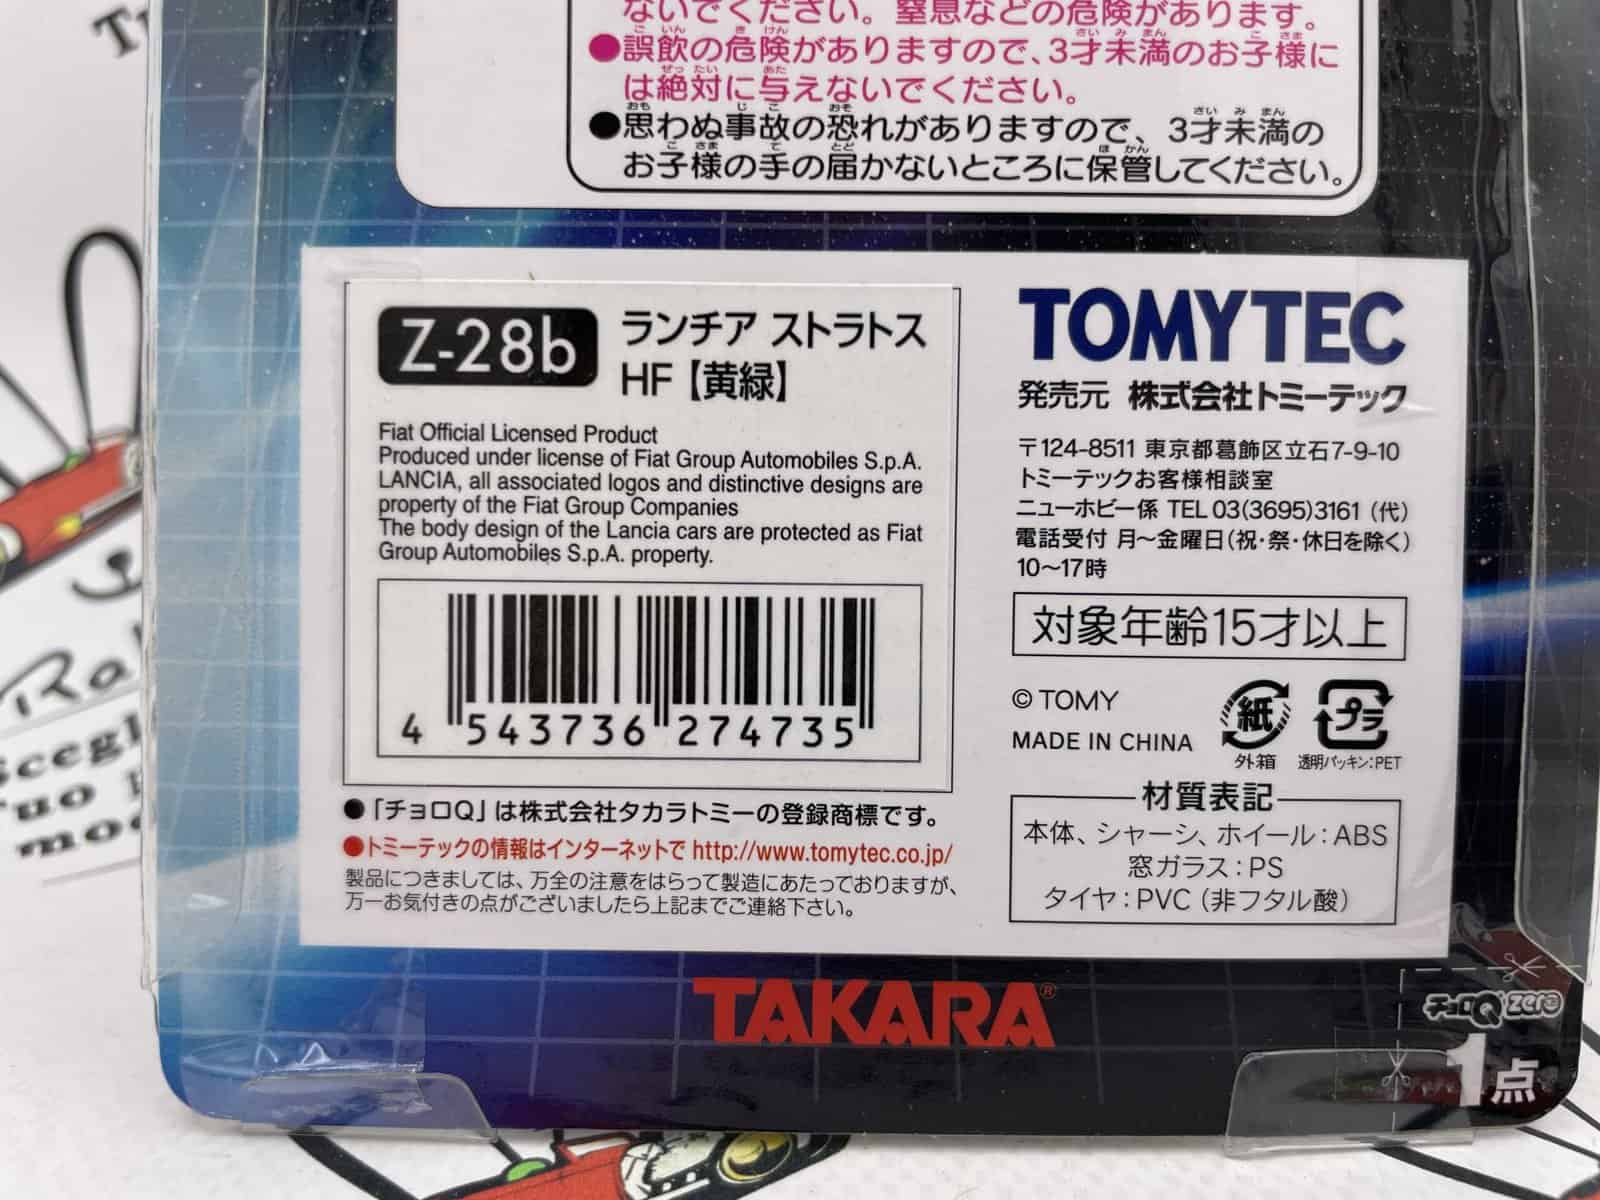 ないでください。窒息などの危険があります。
●誤飲の危険がありますので、3才未満のお子様に
は絶対に与えないでください。
●思わぬ事故の恐れがありますので、3才未満の
お子様の手の届かないところに保管してください。
Z-28b ランチア ストラトス
HF【黄緑】
Fiat Official Licensed Product
Produced under license of Fiat Group Automobiles S.p.A.
LANCIA, all associated logos and distinctive designs are
property of the Fiat Group Companies
The body design of the Lancia cars are protected as Fiat
Group Automobiles S.p.A. property.
4 543736 274735
●「チョロQ」は株式会社タカラトミーの登録商標です。
●トミーテックの情報はインターネットで http://www.tomytec.co.jp/
製品につきましては、万全の注意をはらって製造にあたっておりますが、
万一お気付きの点がございましたら上記までご連絡下さい。
TOMYTEC
発売元 株式会社トミーテック
〒124-8511 東京都葛飾区立石7-9-10
トミーテックお客様相談室
ニューホビー係 TEL 03(3695)3161 (代)
電話受付 月〜金曜日(祝・祭・休日を除く)
10〜17時
対象年齢15才以上
© TOMY
MADE IN CHINA
紙
外箱
プラ
透明パッキン:PET
材質表記
本体、シャーシ、ホイール:ABS
窓ガラス:PS
タイヤ:PVC (非フタル酸)
TAKARA®
チョロQ zero
1点